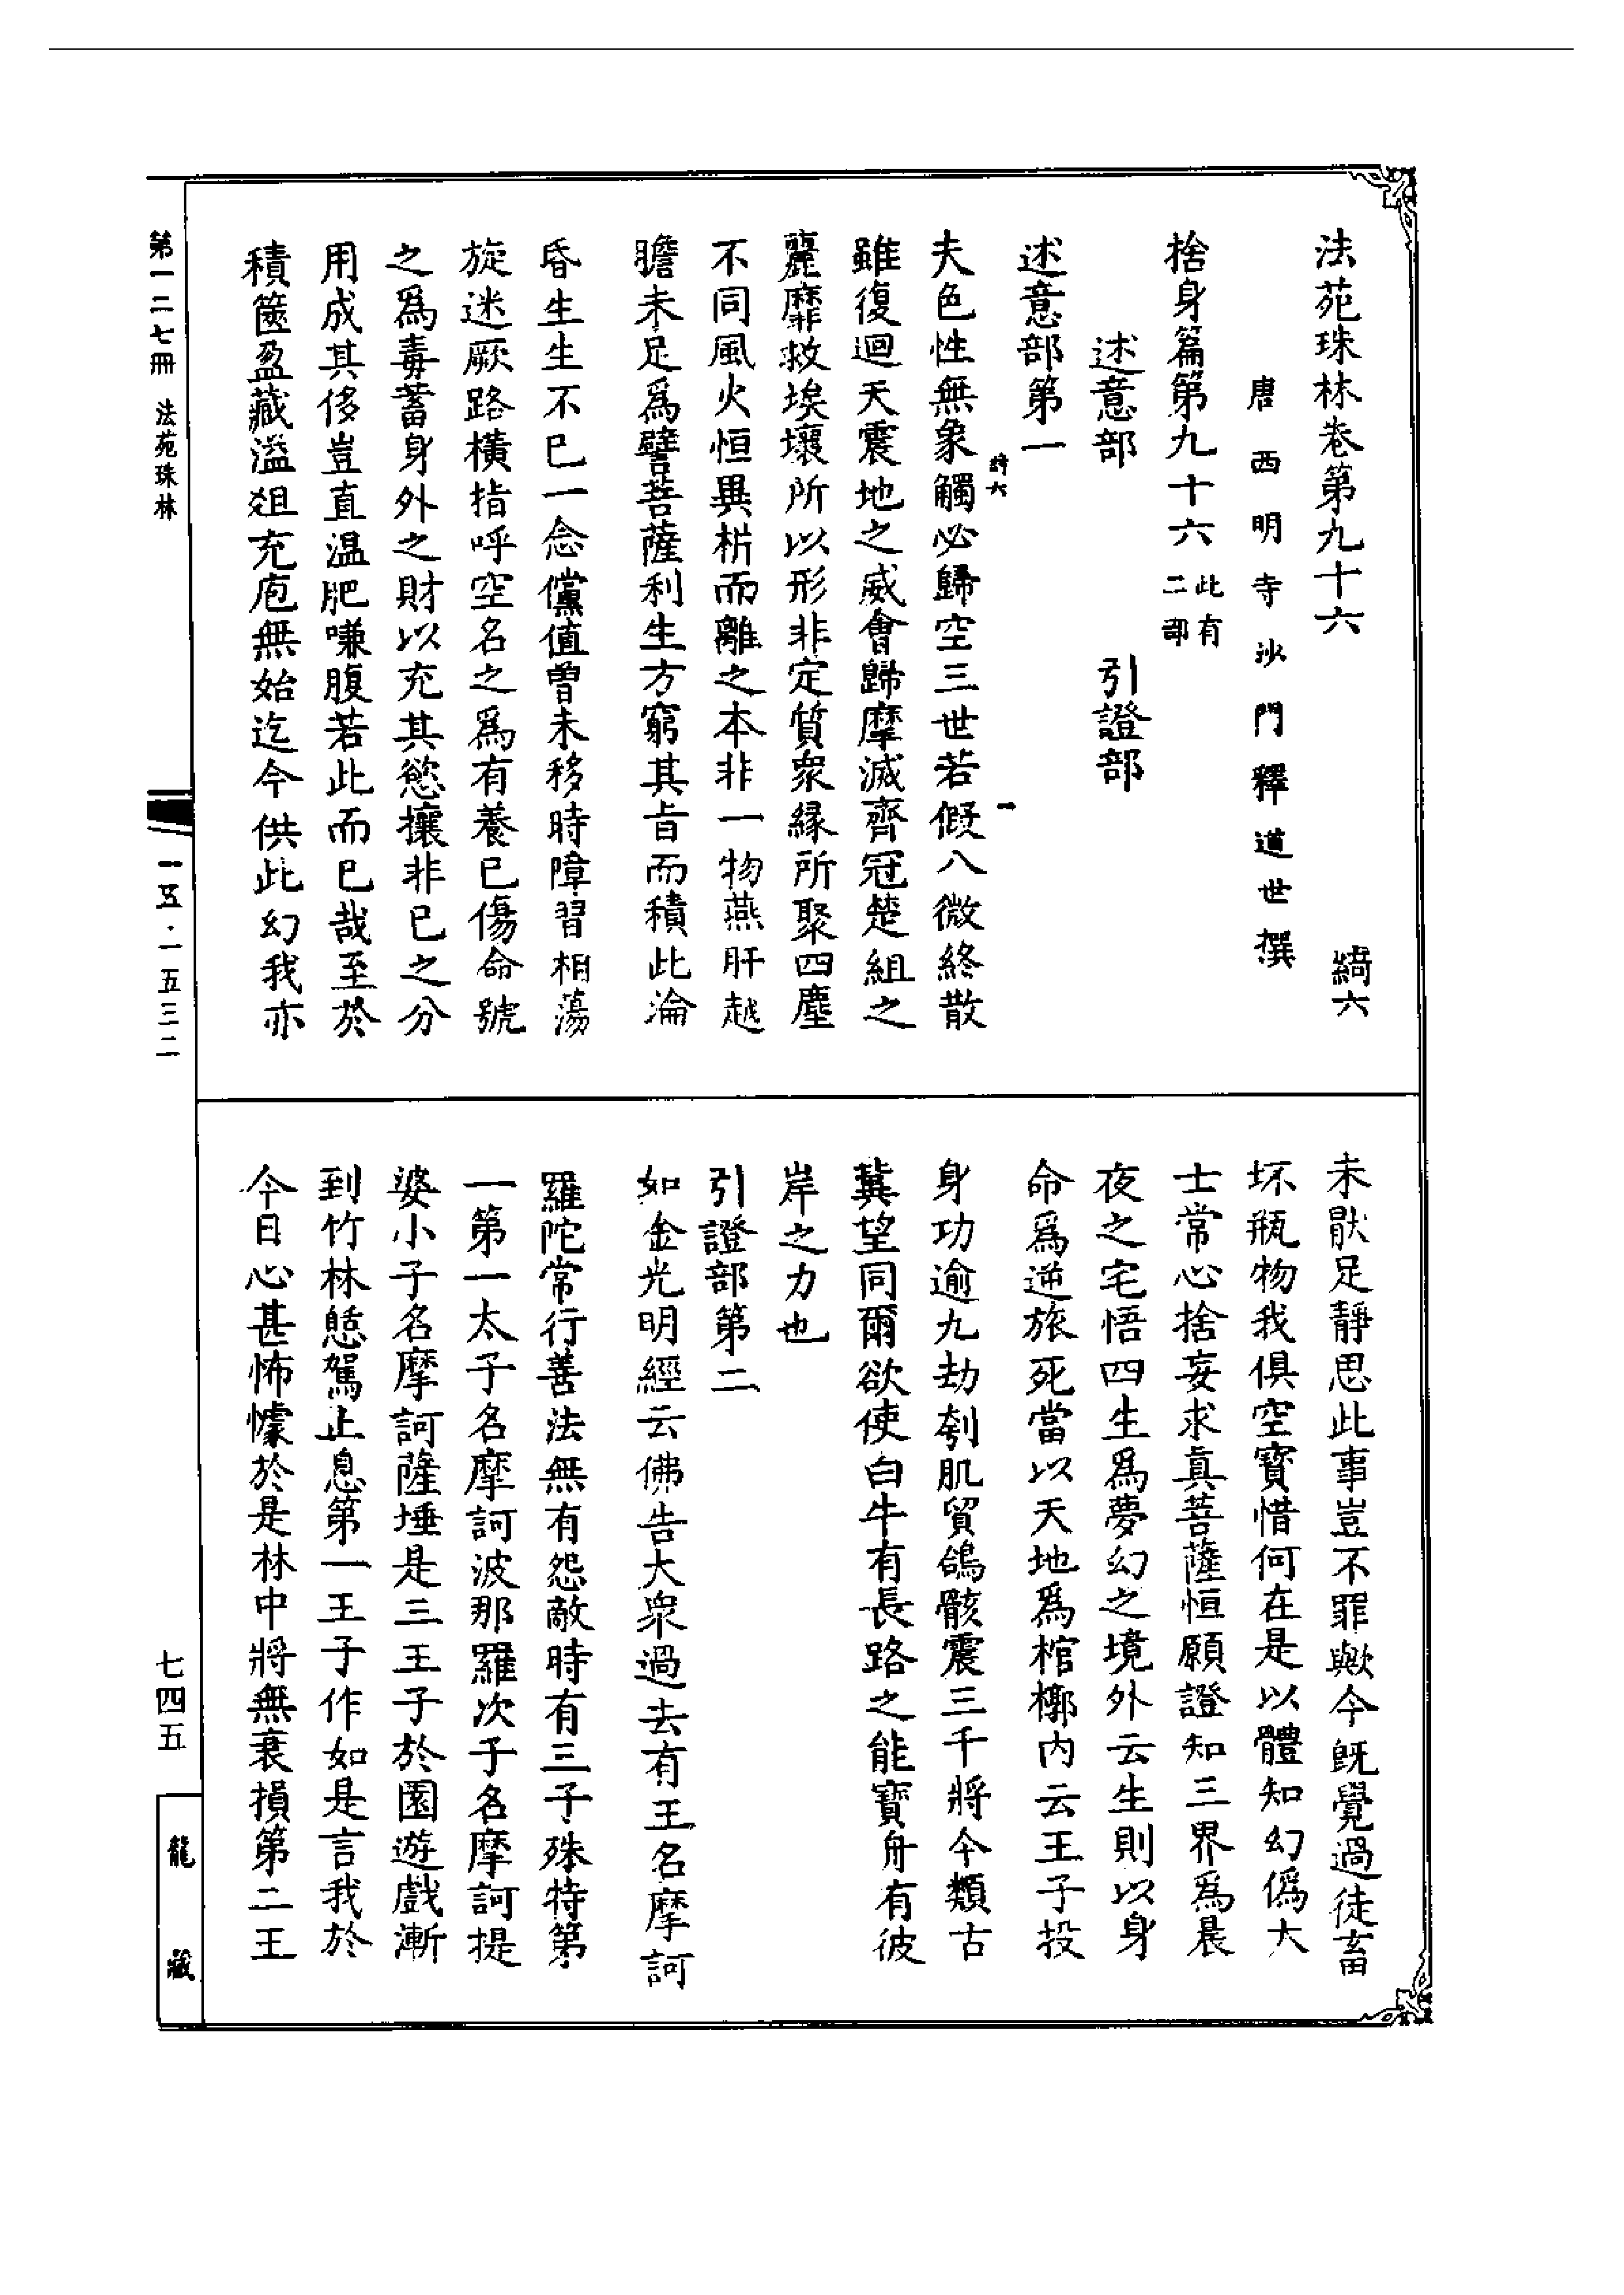 法苑珠林卷第九十六　綺六
唐西明寺沙門釋道世撰
捨身篇第九十六此有二部
述意部　引證部
述意部第一
綺六　一
夫色性無象觸必歸空三世若假八微終散
雖復迴天震地之威會歸摩滅齊冠楚組之
麗靡救埃壞所以形非定質衆緣所聚四塵
不同風火恒異枿而離之本非一物燕肝越
膽未足爲譬菩薩利生方窮其旨而積此淪
昏生生不已一念儻值曾未移時障習相蕩
旋迷厥路橫指呼空名之爲有養已傷命號
之爲毒蓄身外之財以充其慾攘非已之分
用成其侈豈直温肥嗛腹若此而已哉至於
積篋盈藏溢俎充庖無始迄今供此幻我亦
未猒足靜思此事豈不罪歟今既覺過徒畜
坏瓶物我俱空寳惜何在是以體知幻僞大
士常心捨妄求眞菩薩恒願證知三界爲晨
夜之宅悟四生爲夢幻之境外云生則以身
命爲逆旅死當以天地爲棺槨内云王子投
身功逾九劫刳肌貿鴿骸震三千將今類古
冀望同爾欲使白牛有長路之能寳舟有彼
岸之力也
引證部第二
如金光明經云佛告大衆過去有王名摩訶
羅陀常行善法無有怨敵時有三子殊特第
一第一太子名摩訶波那羅次子名摩訶提
婆小子名摩訶薩埵是三王子於園遊戲漸
到竹林憩駕止息第一王子作如是言我於
今日心甚怖懅於是林中將無衰損第二王
第一二七冊　法苑珠林
一五·一五三二
七四五
龍藏